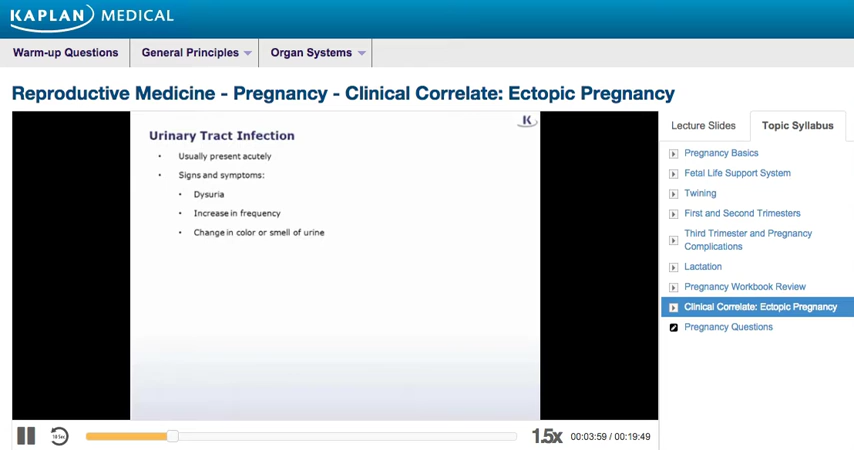 KAPLAN MEDICAL
Warm-up Questions
General Principles
Organ Systems
Reproductive Medicine - Pregnancy - Clinical Correlate: Ectopic Pregnancy
K
Urinary Tract Infection
• Usually present acutely
• Signs and symptoms:
• Dysuria
• Increase in frequency
• Change in color or smell of urine
Lecture Slides
Topic Syllabus
Pregnancy Basics
Fetal Life Support System
Twining
First and Second Trimesters
Third Trimester and Pregnancy
Complications
Lactation
Pregnancy Workbook Review
Clinical Correlate: Ectopic Pregnancy
Pregnancy Questions
10 Sec
1.5x
00:03:59 / 00:19:49